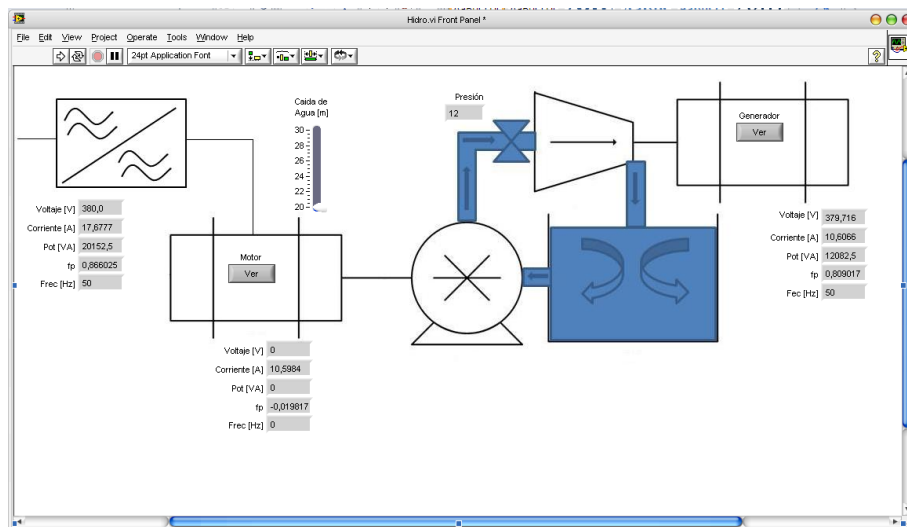 Hidro.vi Front Panel *
File Edit View Project Operate Tools Window Help
24pt Application Font
Caida de
Agua [m]
30
28
26
24
22
20
Presión
12
Generador
Ver
Voltaje [V] 380,0
Corriente [A] 17,6777
Pot [VA] 20152,5
fp 0,866025
Frec [Hz] 50
Motor
Ver
Voltaje [V] 379,716
Corriente [A] 10,6066
Pot [VA] 12082,5
fp 0,809017
Fec [Hz] 50
Voltaje [V] 0
Corriente [A] 10,5984
Pot [VA] 0
fp -0,019817
Frec [Hz] 0